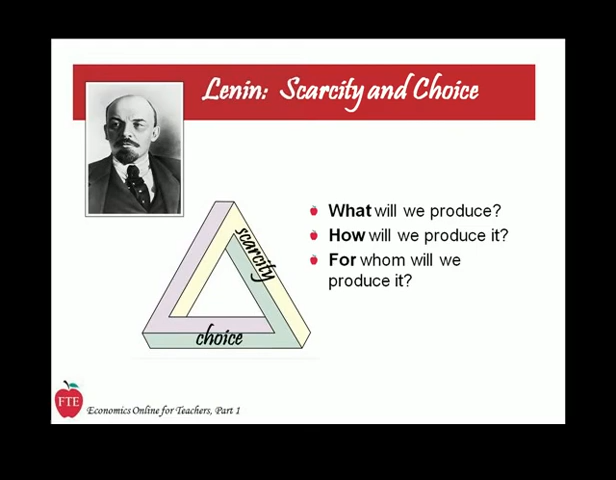 Lenin: Scarcity and Choice
What will we produce?
How will we produce it?
For whom will we
produce it?
scarcity
choice
FTE
Economics Online for Teachers, Part 1